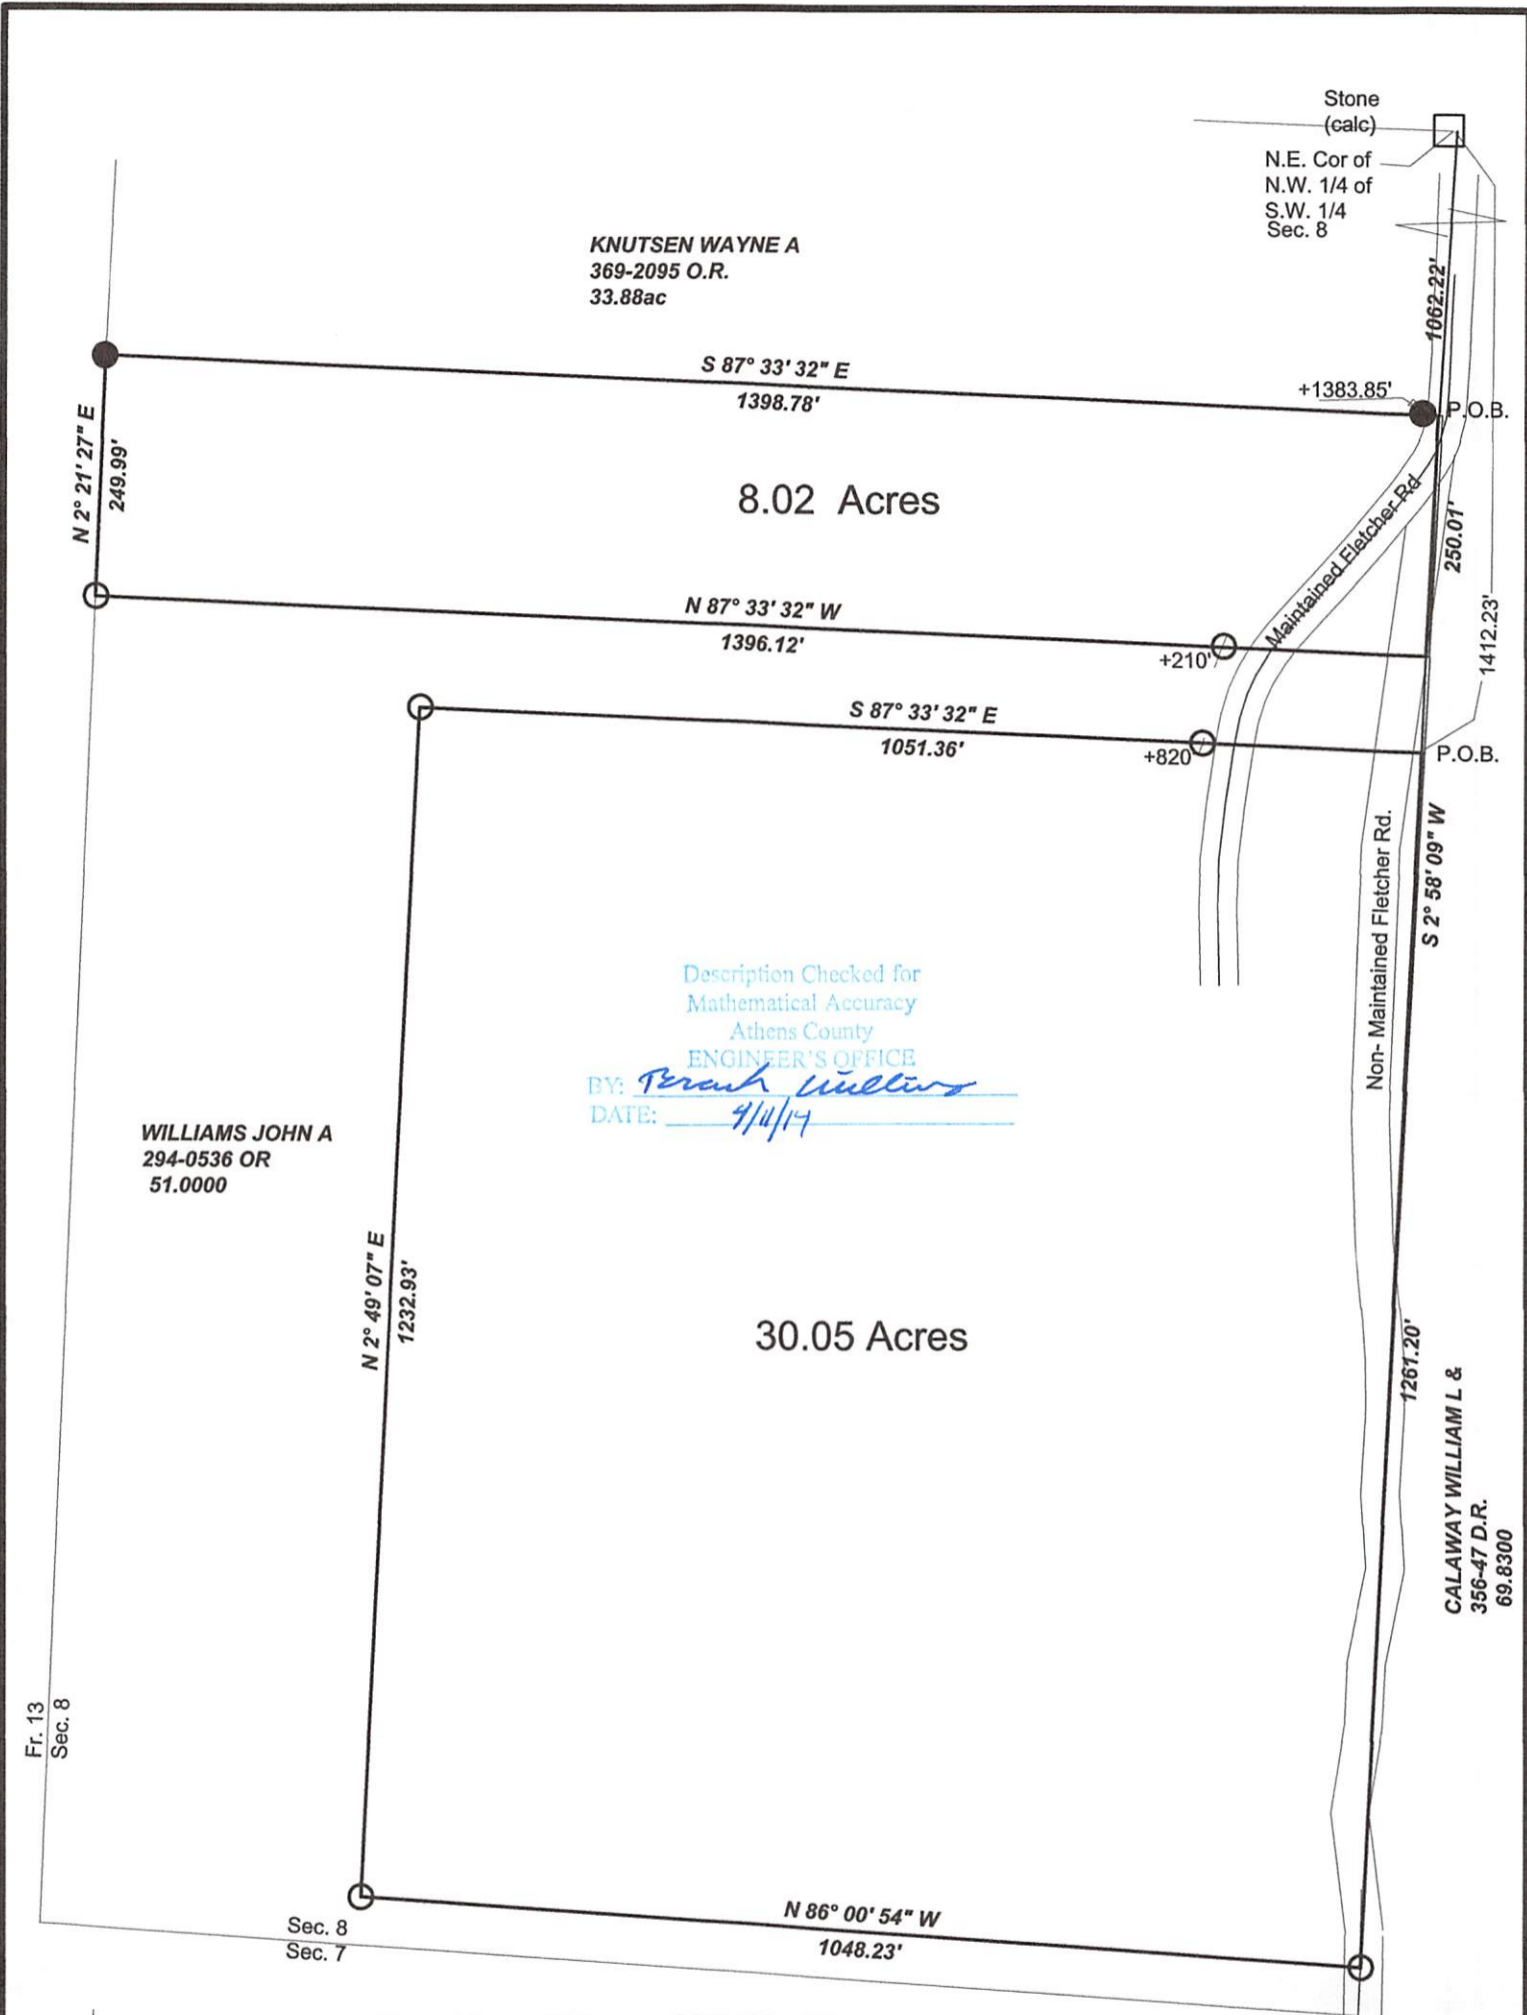 Stone
(calc)
N.E. Cor of
N.W. 1/4 of
S.W. 1/4
Sec. 8
KNUTSEN WAYNE A
369-2095 O.R.
33.88ac
1062.22'
S 87° 33' 32" E
1398.78'
+1383.85'
P.O.B.
N 2° 21' 27" E
249.99'
8.02 Acres
Maintained Fletcher Rd
250.01'
1412.23'
N 87° 33' 32" W
1396.12'
+210'
S 87° 33' 32" E
1051.36'
+820'
P.O.B.
S 2° 58' 09" W
Non- Maintained Fletcher Rd.
Description Checked for
Mathematical Accuracy
Athens County
ENGINEER'S OFFICE
BY:
DATE:
WILLIAMS JOHN A
294-0536 OR
51.0000
N 2° 49' 07" E
1232.93'
30.05 Acres
1261.20'
CALAWAY WILLIAM L &
356-47 D.R.
69.8300
Fr. 13
Sec. 8
N 86° 00' 54" W
1048.23'
Sec. 8
Sec. 7